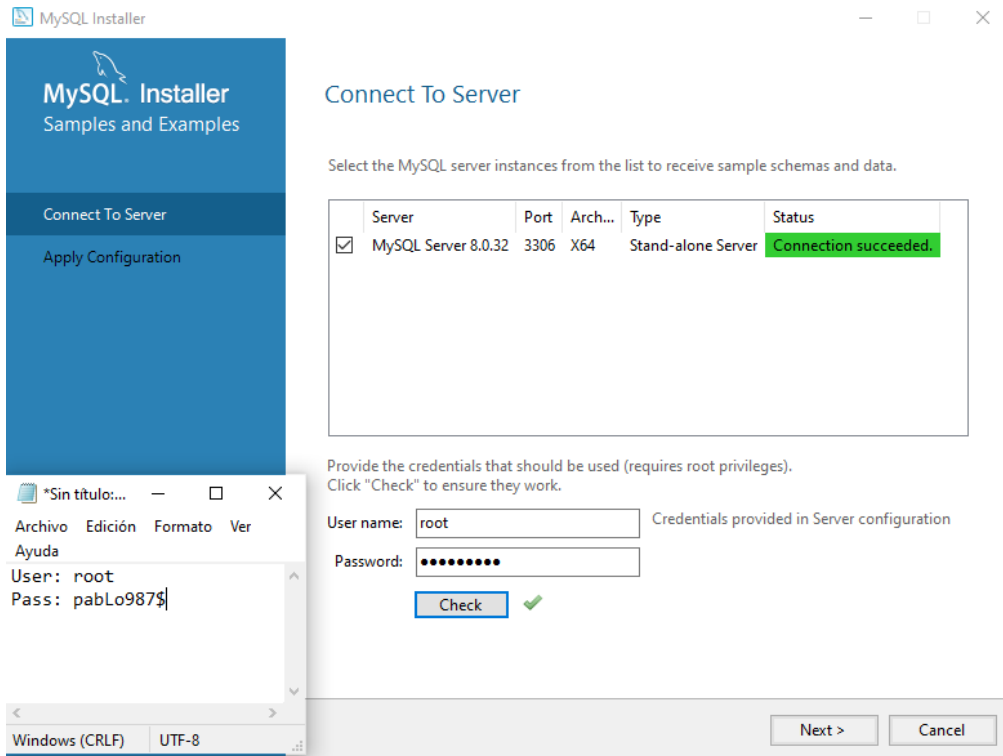 MySQL Installer
MySQL. Installer
Samples and Examples
Connect To Server
Apply Configuration
Connect To Server
Select the MySQL server instances from the list to receive sample schemas and data.
Server Port Arch... Type Status
MySQL Server 8.0.32 3306 X64 Stand-alone Server Connection succeeded.
Provide the credentials that should be used (requires root privileges).
Click "Check" to ensure they work.
User name: root Credentials provided in Server configuration
Password: ●●●●●●●●●
Check
Next > Cancel
*Sin título:...
Archivo Edición Formato Ver
Ayuda
User: root
Pass: pabLo987$
Windows (CRLF) UTF-8